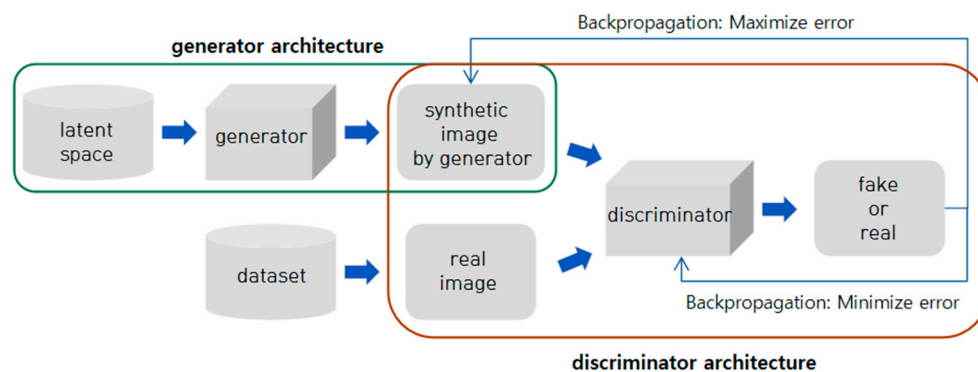 Backpropagation: Maximize error
generator architecture
latent
space
generator
synthetic
image
by generator
discriminator
fake
or
real
dataset
real
image
Backpropagation: Minimize error
discriminator architecture